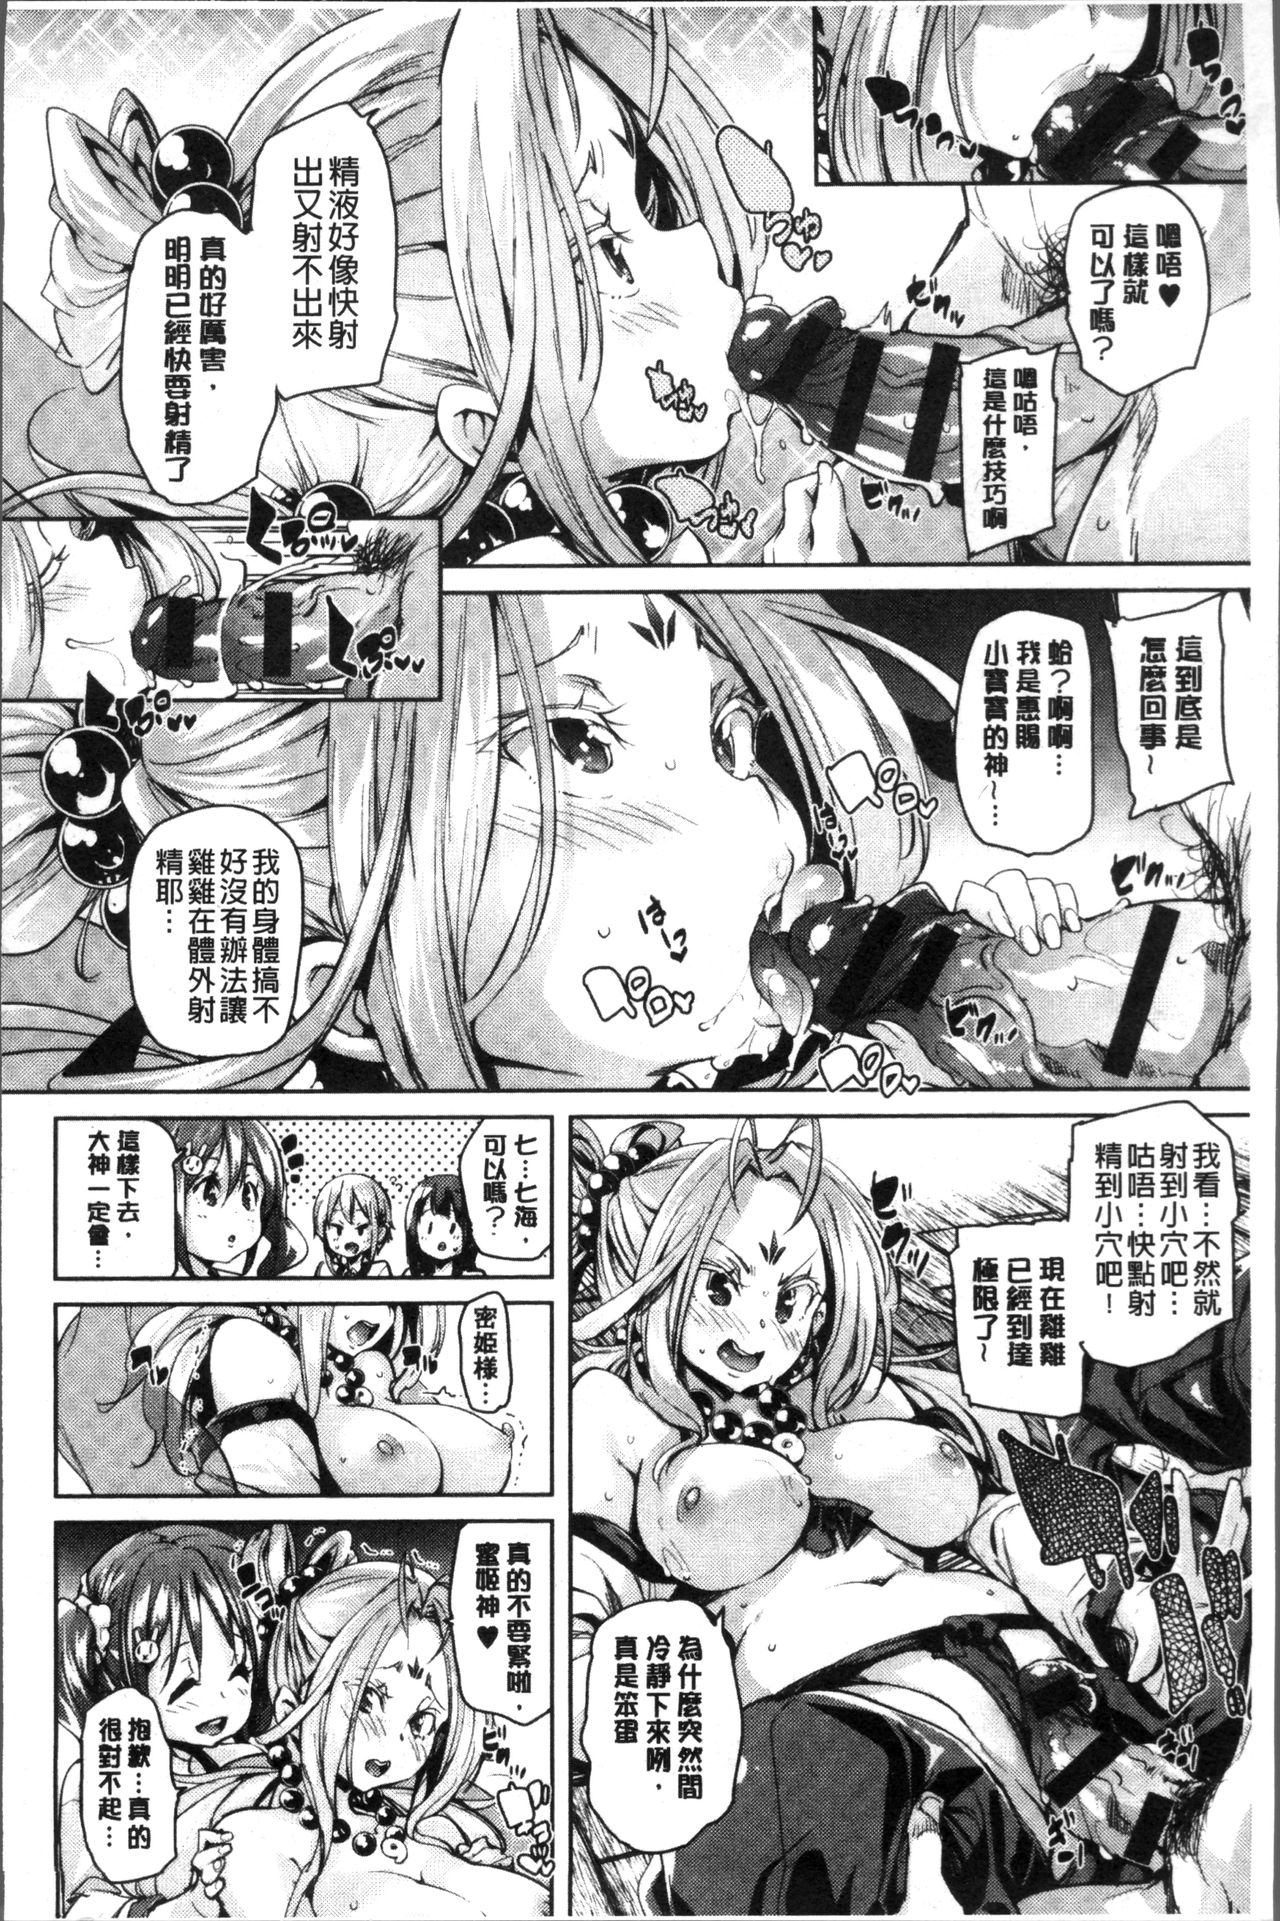 嗯唔♥
這樣就
可以了嗎？
嗯咕唔，
這是什麼技巧啊
精液好像快射
出又射不出來
真的好厲害，
明明已經快要射精了
這到底是
怎麼回事～
蛤？啊啊…
我是惠賜
小寶寶的神～…
我的身體搞不
好沒有辦法讓
雞雞在體外射
精耶…
我看…不然就
射到小穴吧…
咕唔…快點射
精到小穴吧！
現在雞雞
已經到達
極限了～
為什麼突然間
冷靜下來咧，
真是笨蛋
七…七海，
可以嗎？
這樣下去，
大神一定會…
密姬樣…
真的不要緊啦，
蜜姬神♥
抱歉…真的
很對不起…